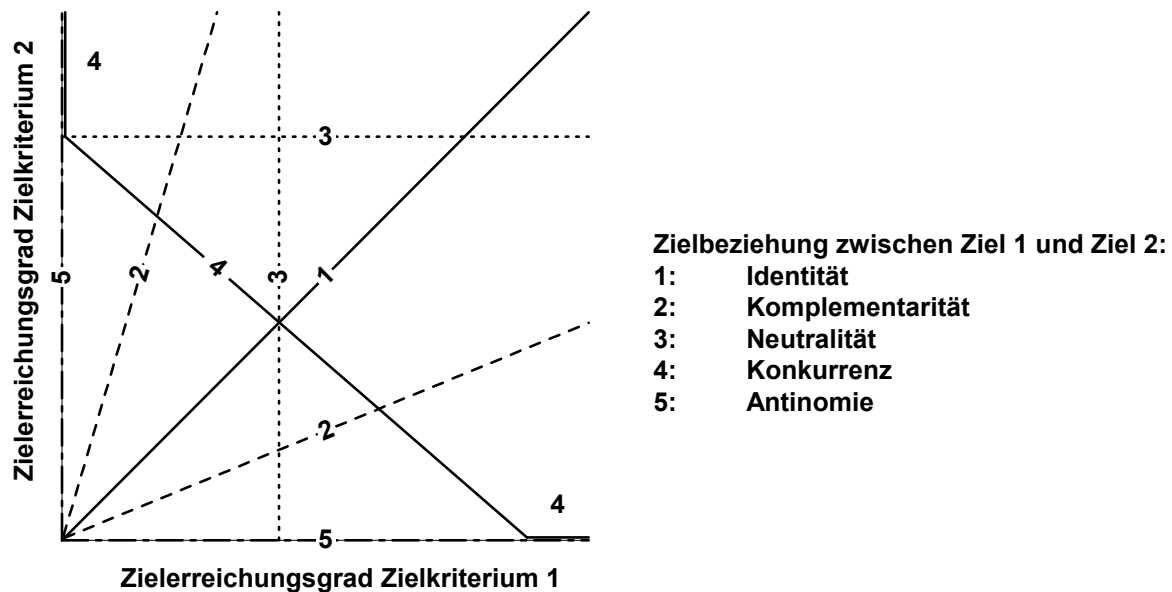 Zielerreichungsgrad Zielkriterium 2
4
3
5
2
4
3
1
2
4
5
Zielerreichungsgrad Zielkriterium 1
Zielbeziehung zwischen Ziel 1 und Ziel 2:
1: Identität
2: Komplementarität
3: Neutralität
4: Konkurrenz
5: Antinomie